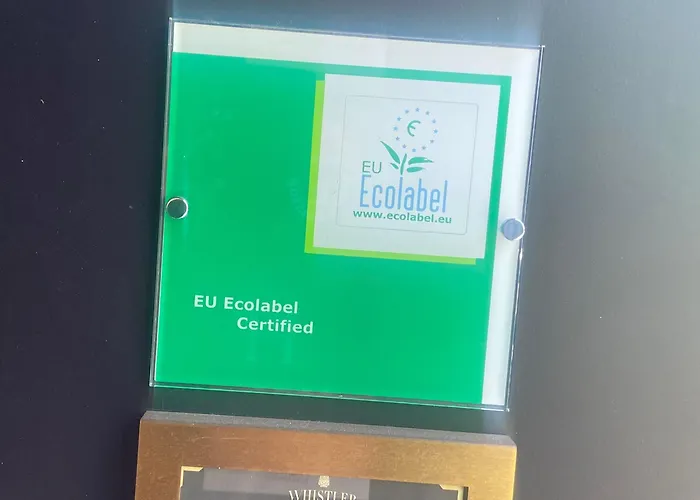 EU
Ecolabel
www.ecolabel.eu
EU Ecolabel
Certified
WHISTLER